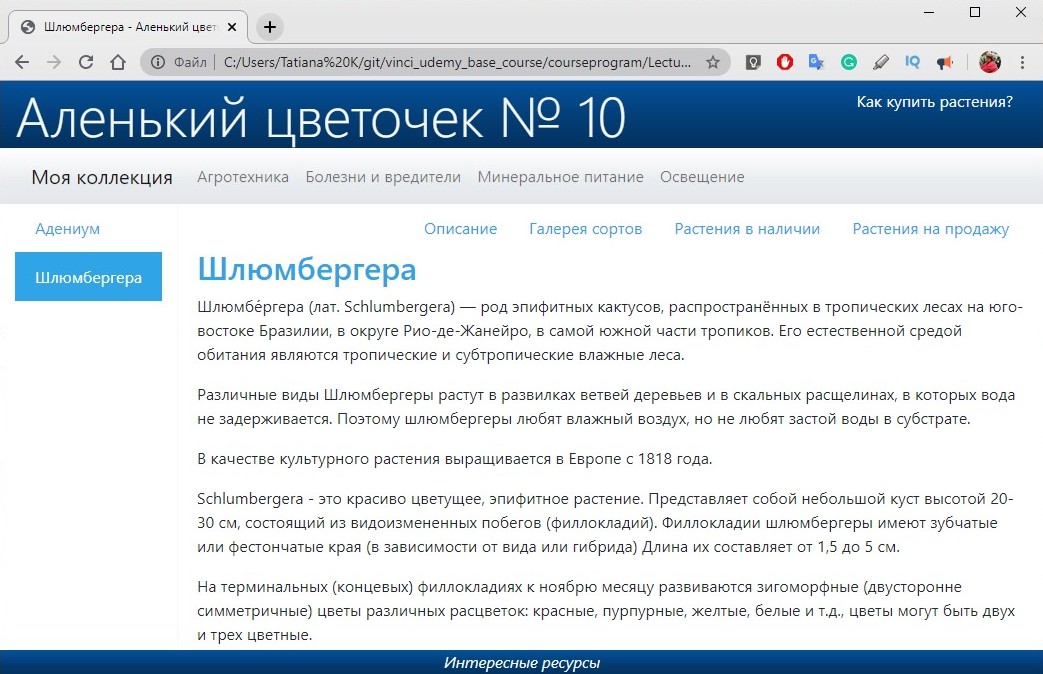 Шлюмбергера - Аленький цвет
Файл
C:/Users/Tatiana%20K/git/vinci_udemy_base_course/courseprogram/Lectu...
IQ
Аленький цветочек № 10
Как купить растения?
Моя коллекция Агротехника Болезни и вредители Минеральное питание Освещение
Адениум
Шлюмбергера
Описание Галерея сортов Растения в наличии Растения на продажу
Шлюмбергера
Шлюмбе́ргера (лат. Schlumbergera) — род эпифитных кактусов, распространённых в тропических лесах на юго-
востоке Бразилии, в округе Рио-де-Жанейро, в самой южной части тропиков. Его естественной средой
обитания являются тропические и субтропические влажные леса.
Различные виды Шлюмбергеры растут в развилках ветвей деревьев и в скальных расщелинах, в которых вода
не задерживается. Поэтому шлюмбергеры любят влажный воздух, но не любят застой воды в субстрате.
В качестве культурного растения выращивается в Европе с 1818 года.
Schlumbergera - это красиво цветущее, эпифитное растение. Представляет собой небольшой куст высотой 20-
30 см, состоящий из видоизмененных побегов (филлокладий). Филлокладии шлюмбергеры имеют зубчатые
или фестончатые края (в зависимости от вида или гибрида) Длина их составляет от 1,5 до 5 см.
На терминальных (концевых) филлокладиях к ноябрю месяцу развиваются зигоморфные (двусторонне
симметричные) цветы различных расцветок: красные, пурпурные, желтые, белые и т.д., цветы могут быть двух
и трех цветные.
Интересные ресурсы